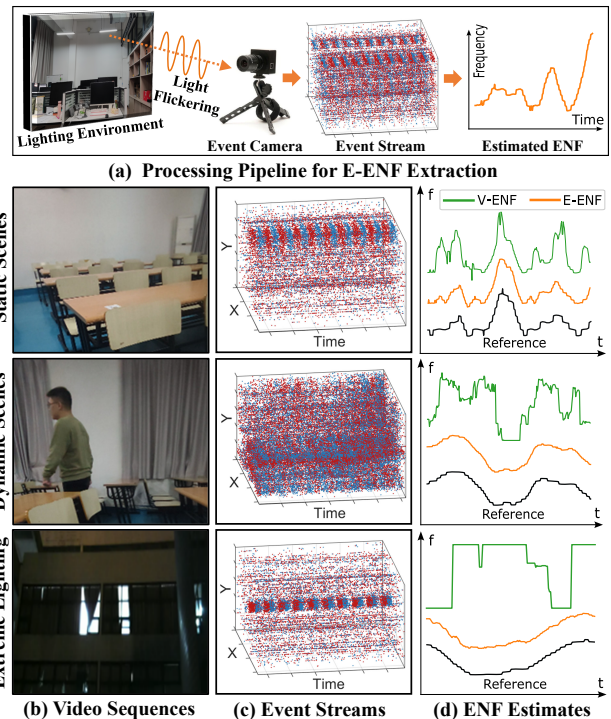 Frequency
Light
Flickering
Lighting Environment
Time
Event Camera
Event Stream
Estimated ENF
(a) Processing Pipeline for E-ENF Extraction
Static Scenes
Y
X
Time
f
V-ENF
E-ENF
Reference
t
Dynamic Scenes
Y
X
Time
f
Reference
t
Extreme Lighting
Y
X
Time
f
Reference
t
(b) Video Sequences
(c) Event Streams
(d) ENF Estimates